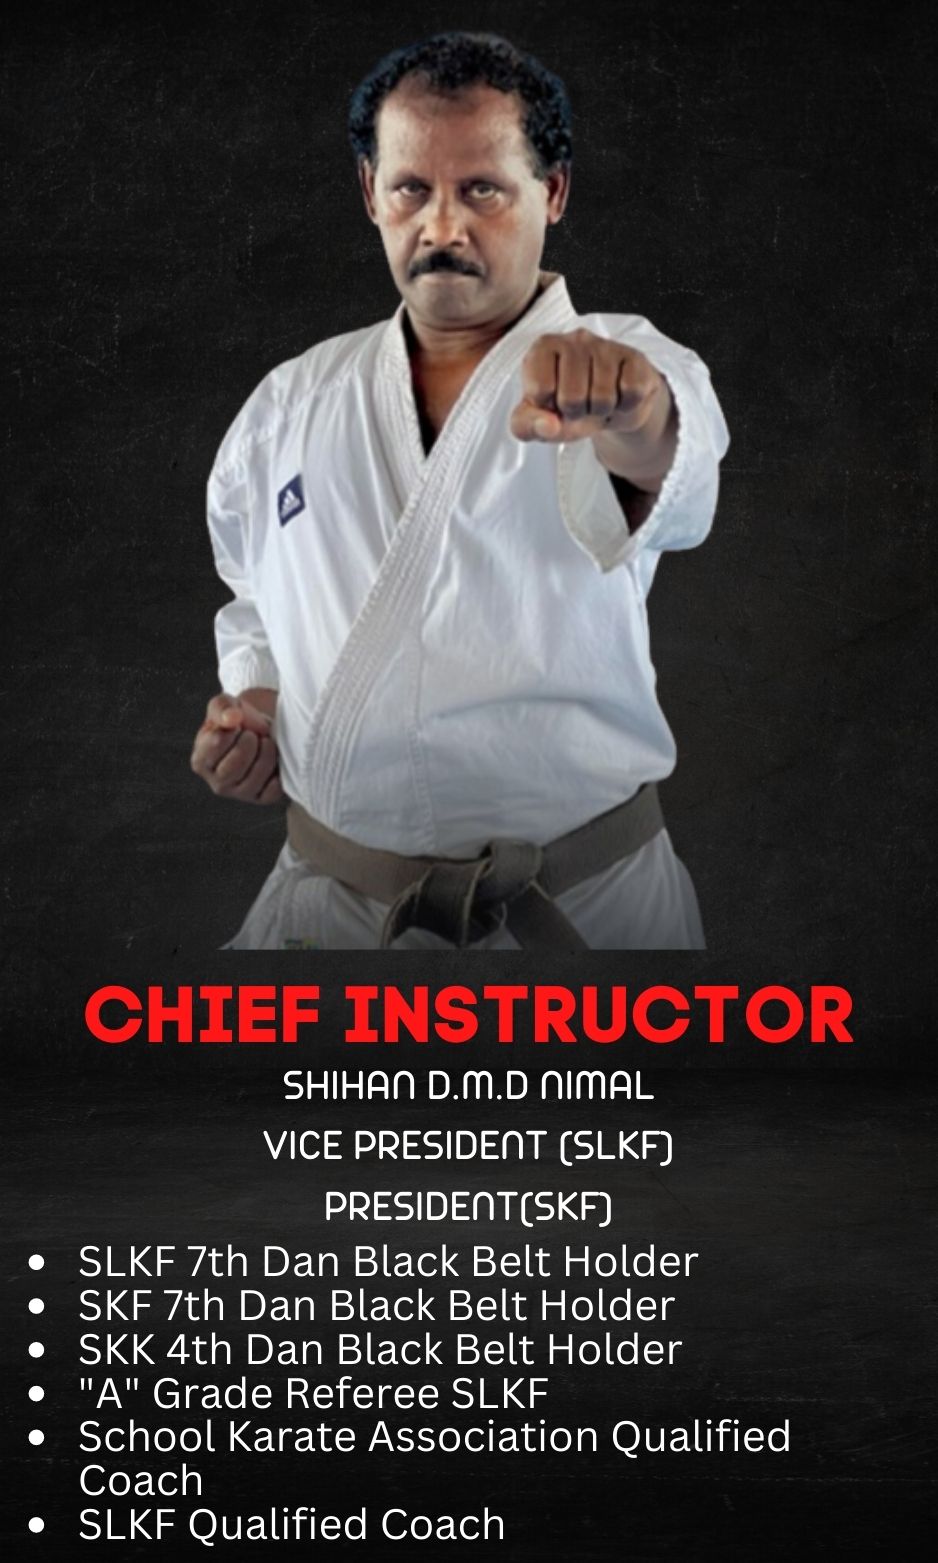 CHIEF INSTRUCTOR
SHIHAN D.M.D NIMAL
VICE PRESIDENT (SLKF)
PRESIDENT(SKF)
• SLKF 7th Dan Black Belt Holder
• SKF 7th Dan Black Belt Holder
• SKK 4th Dan Black Belt Holder
• "A" Grade Referee SLKF
• School Karate Association Qualified
Coach
• SLKF Qualified Coach